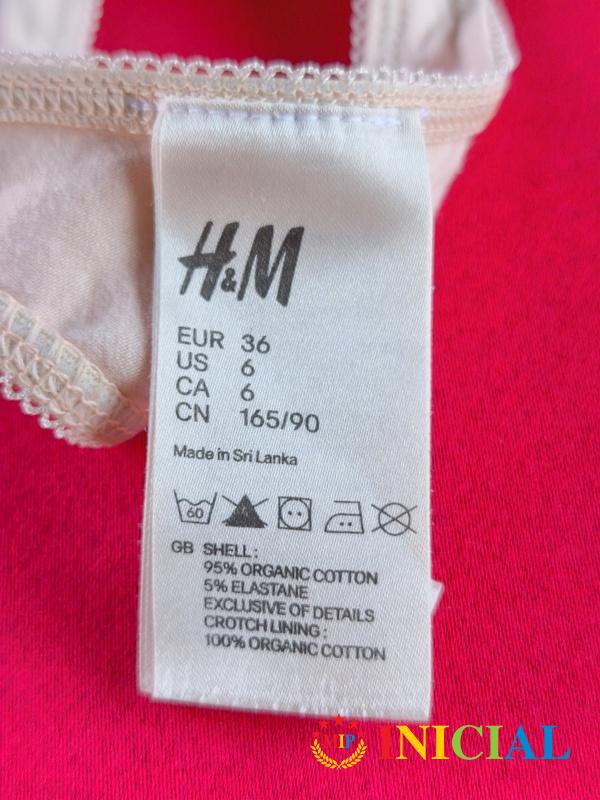 H&M
EUR 36
US 6
CA 6
CN 165/90
Made in Sri Lanka
60
GB SHELL:
95% ORGANIC COTTON
5% ELASTANE
EXCLUSIVE OF DETAILS
CROTCH LINING:
100% ORGANIC COTTON
VIP INICIAL